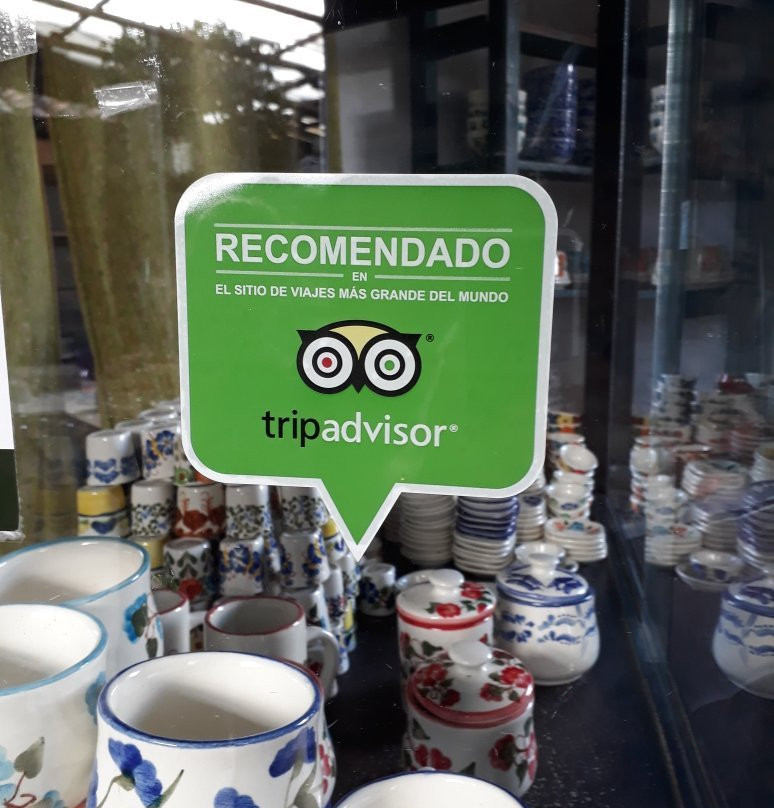 RECOMENDADO
EN
EL SITIO DE VIAJES MÁS GRANDE DEL MUNDO
®
tripadvisor®